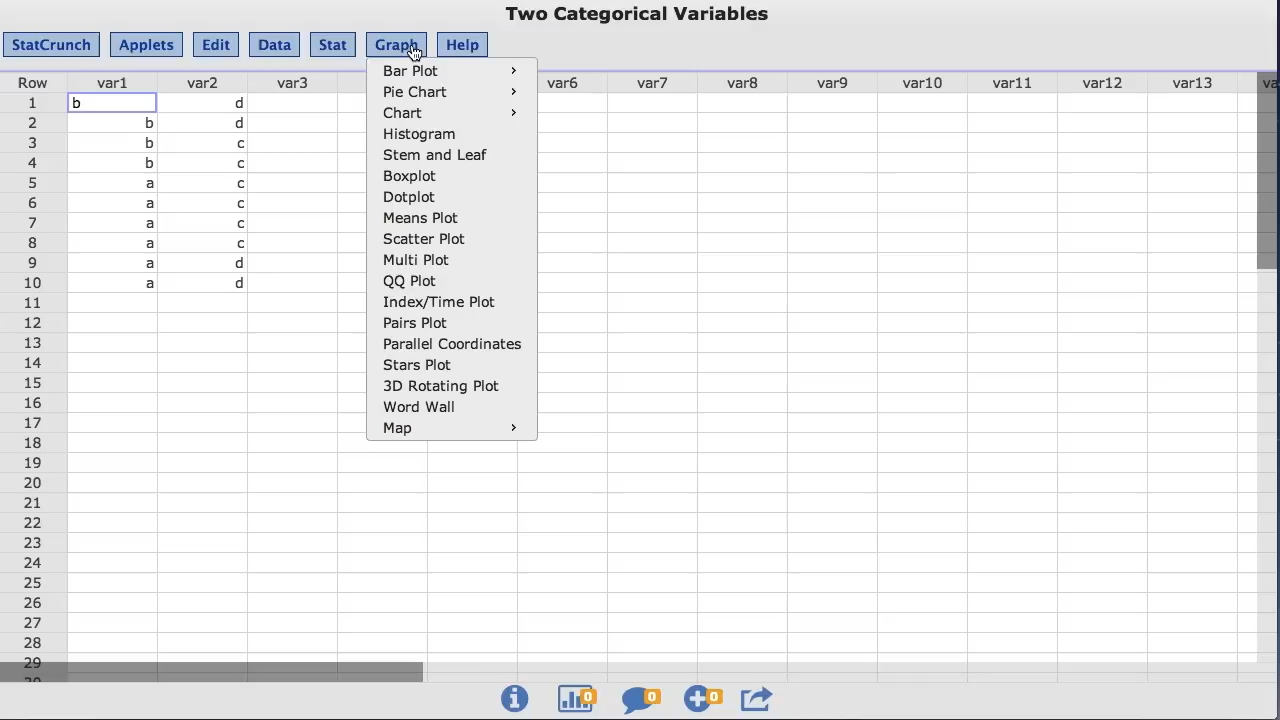 Two Categorical Variables
StatCrunch Applets Edit Data Stat Graph Help
Row var1 var2 var3 var6 var7 var8 var9 var10 var11 var12 var13 va
1 b d
2 b d
3 b c
4 b c
5 a c
6 a c
7 a c
8 a c
9 a d
10 a d
11
12
13
14
15
16
17
18
19
20
21
22
23
24
25
26
27
28
29
Bar Plot
Pie Chart
Chart
Histogram
Stem and Leaf
Boxplot
Dotplot
Means Plot
Scatter Plot
Multi Plot
QQ Plot
Index/Time Plot
Pairs Plot
Parallel Coordinates
Stars Plot
3D Rotating Plot
Word Wall
Map
0 0 0